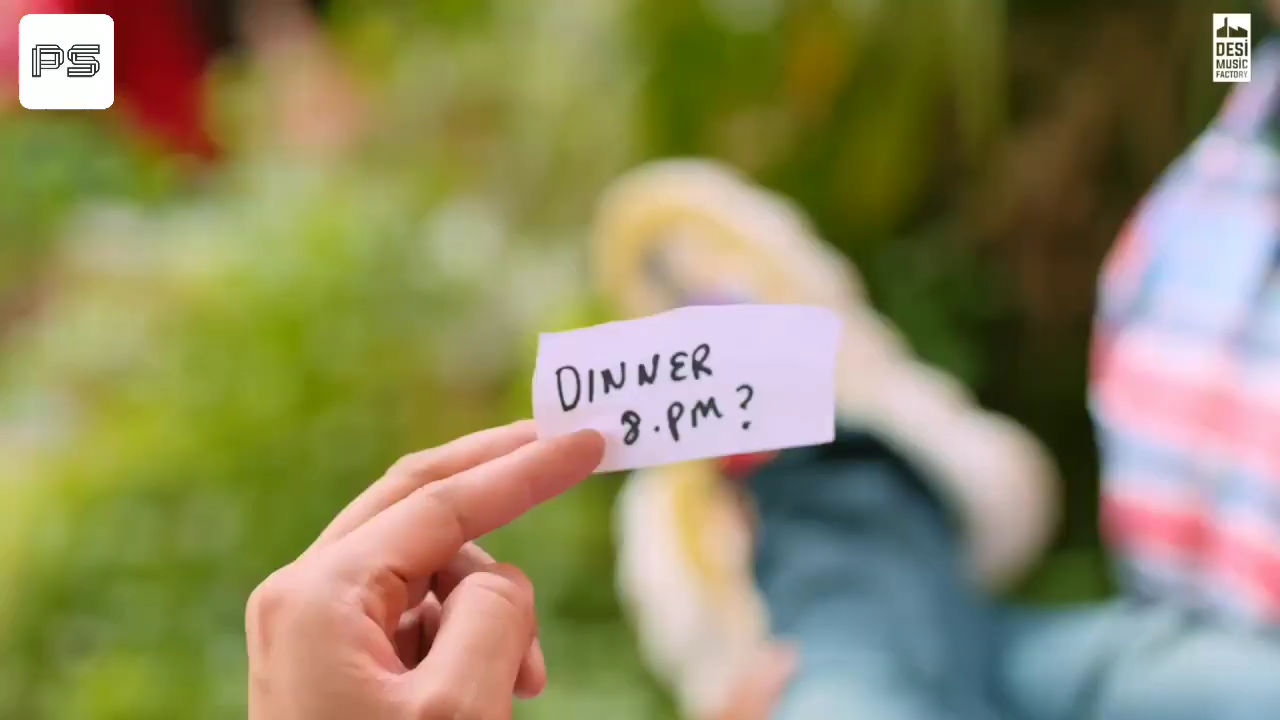 PS
DESi
MUSiC
FACTORY
DINNER
8.PM?